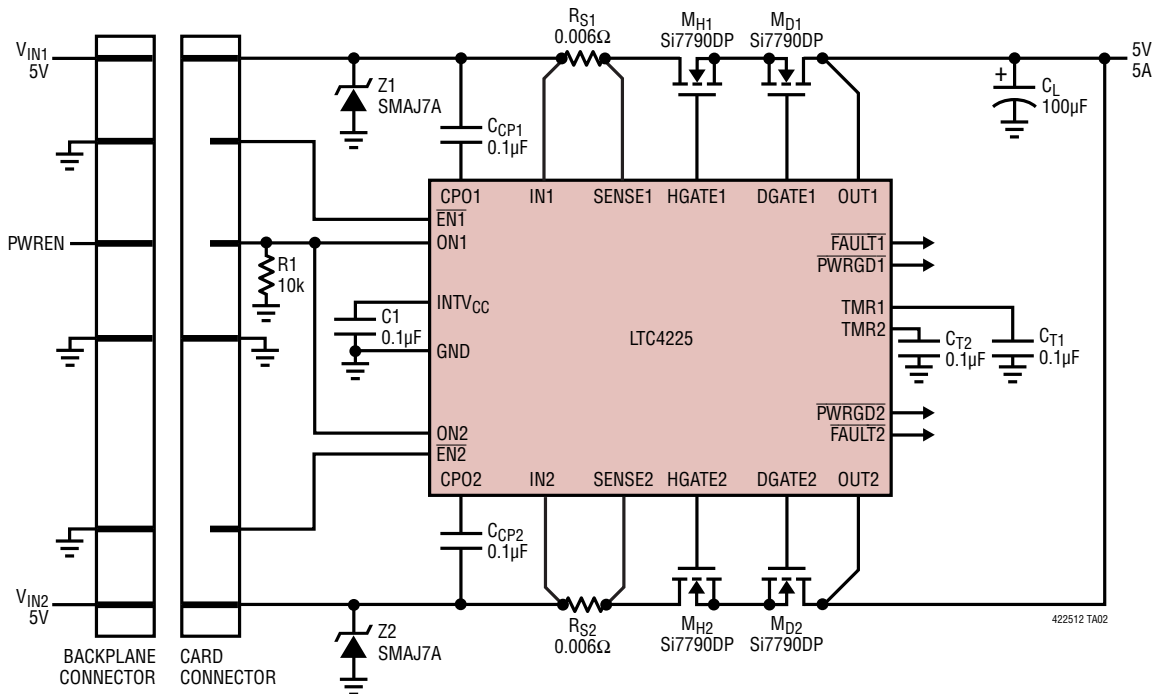 RS1
0.006Ω
MH1
Si7790DP
MD1
Si7790DP
VIN1
5V
5V
5A
Z1
SMAJ7A
CCP1
0.1µF
+
CL
100µF
CPO1
IN1
SENSE1
HGATE1
DGATE1
OUT1
EN1
PWREN
ON1
FAULT1
PWRGD1
R1
10k
INTVCC
TMR1
C1
0.1µF
TMR2
GND
LTC4225
CT2
0.1µF
CT1
0.1µF
PWRGD2
ON2
FAULT2
EN2
CPO2
IN2
SENSE2
HGATE2
DGATE2
OUT2
CCP2
0.1µF
VIN2
5V
Z2
SMAJ7A
RS2
0.006Ω
MH2
Si7790DP
MD2
Si7790DP
422512 TA02
BACKPLANE
CONNECTOR
CARD
CONNECTOR